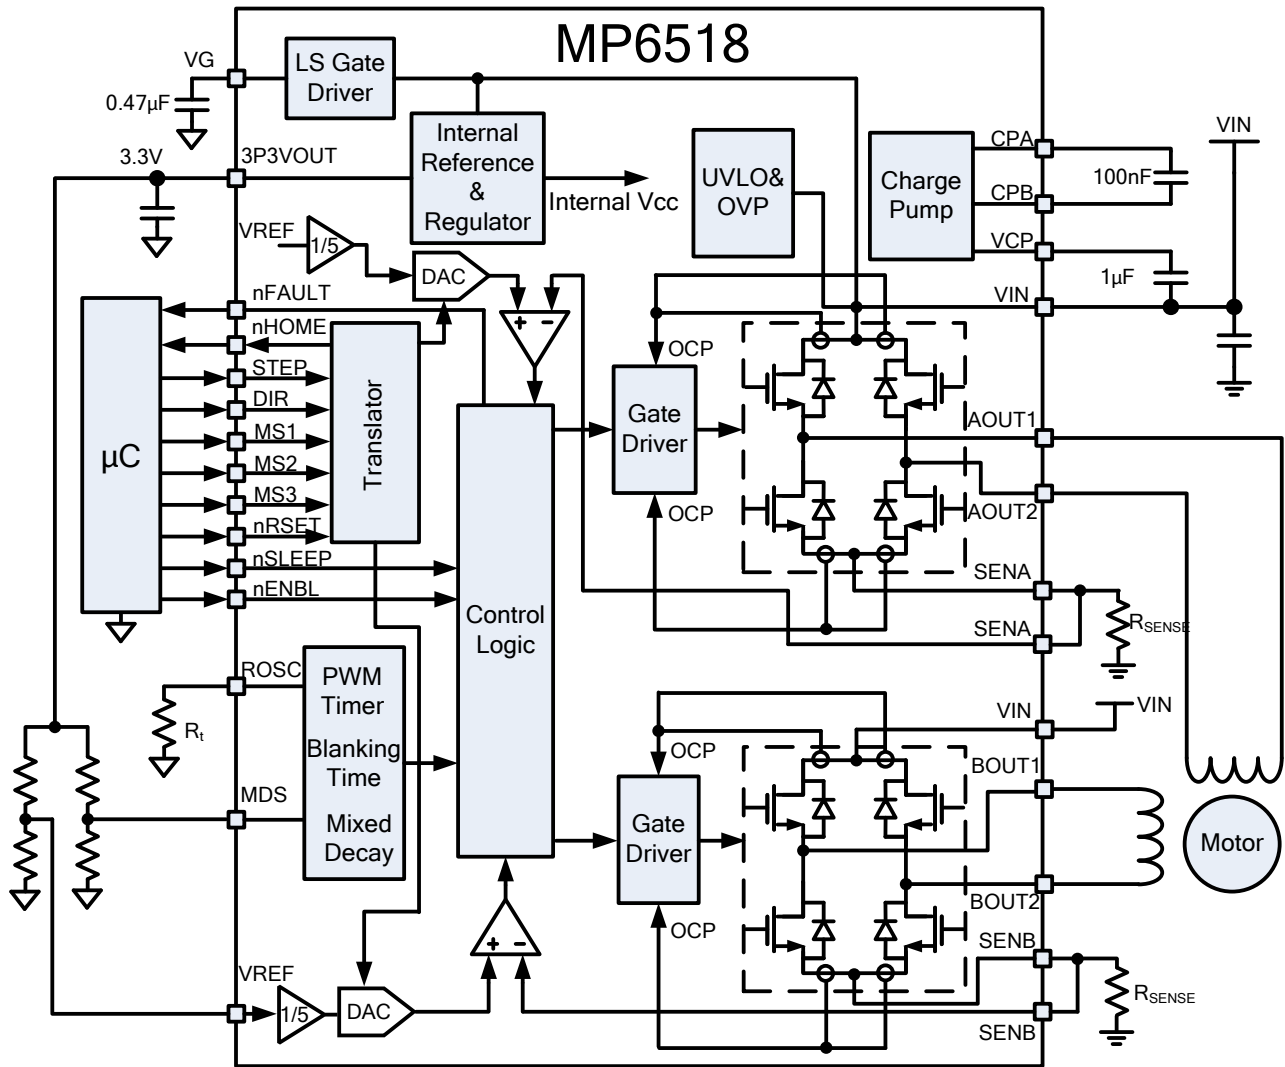 MP6518
VG
LS Gate
Driver
0.47µF
3.3V
3P3VOUT
Internal
Reference
&
Regulator
Internal Vcc
UVLO&
OVP
Charge
Pump
CPA
CPB
VCP
100nF
1µF
VIN
VIN
VREF
1/5
DAC
nFAULT
nHOME
STEP
DIR
MS1
MS2
MS3
nRSET
nSLEEP
nENBL
µC
Translator
+ -
Control
Logic
OCP
Gate
Driver
OCP
AOUT1
AOUT2
SENA
SENA
RSENSE
ROSC
Rt
MDS
PWM
Timer
Blanking
Time
Mixed
Decay
OCP
Gate
Driver
OCP
VIN
VIN
BOUT1
BOUT2
Motor
SENB
SENB
RSENSE
+ -
VREF
1/5
DAC